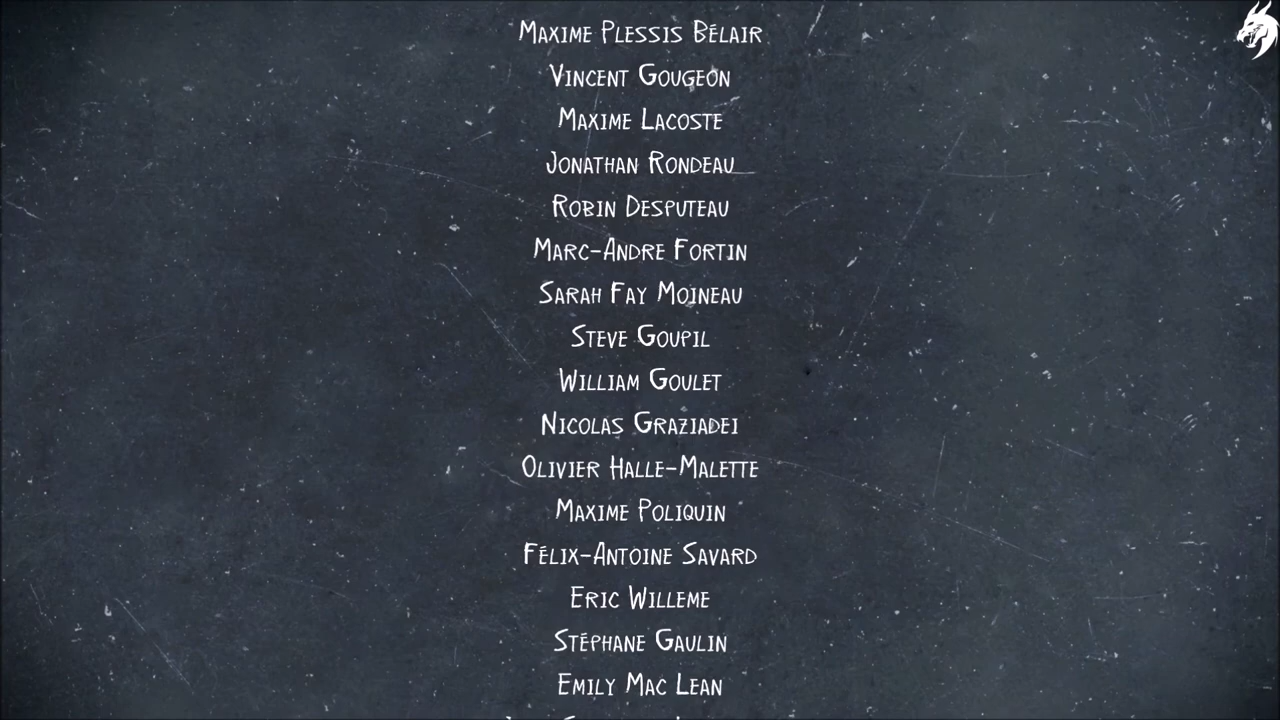 Maxime Plessis Bélair
Vincent Gougeon
Maxime Lacoste
Jonathan Rondeau
Robin Desputeau
Marc-Andre Fortin
Sarah Fay Moineau
Steve Goupil
William Goulet
Nicolas Graziadei
Olivier Halle-Malette
Maxime Poliquin
Félix-Antoine Savard
Eric Willeme
Stéphane Gaulin
Emily Mac Lean